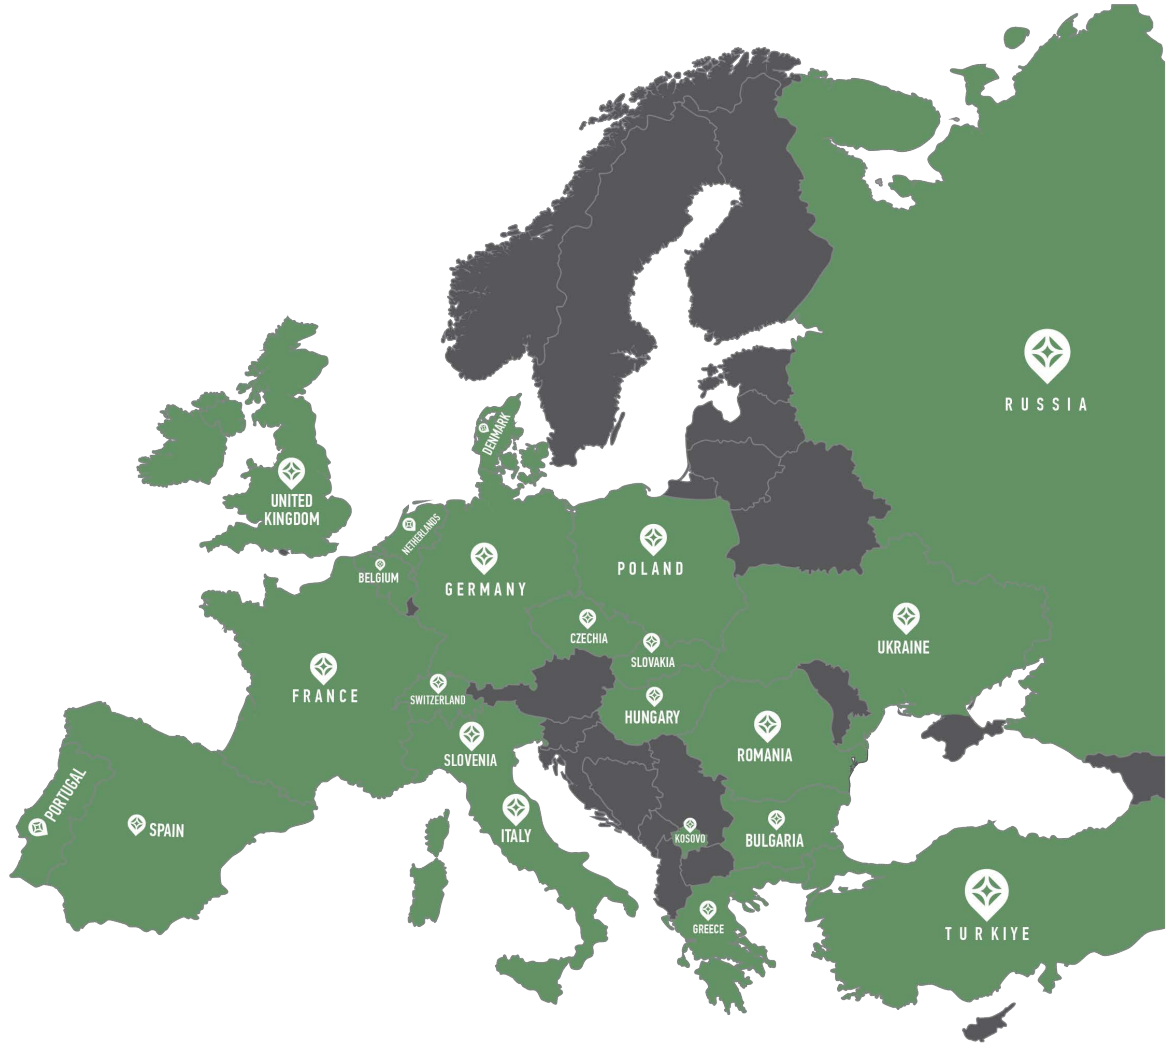 RUSSIA
DENMARK
UNITED
KINGDOM
NETHERLANDS
BELGIUM
GERMANY
POLAND
CZECHIA
UKRAINE
SLOVAKIA
FRANCE
SWITZERLAND
HUNGARY
SLOVENIA
ROMANIA
PORTUGAL
SPAIN
ITALY
KOSOVO
BULGARIA
GREECE
TURKIYE